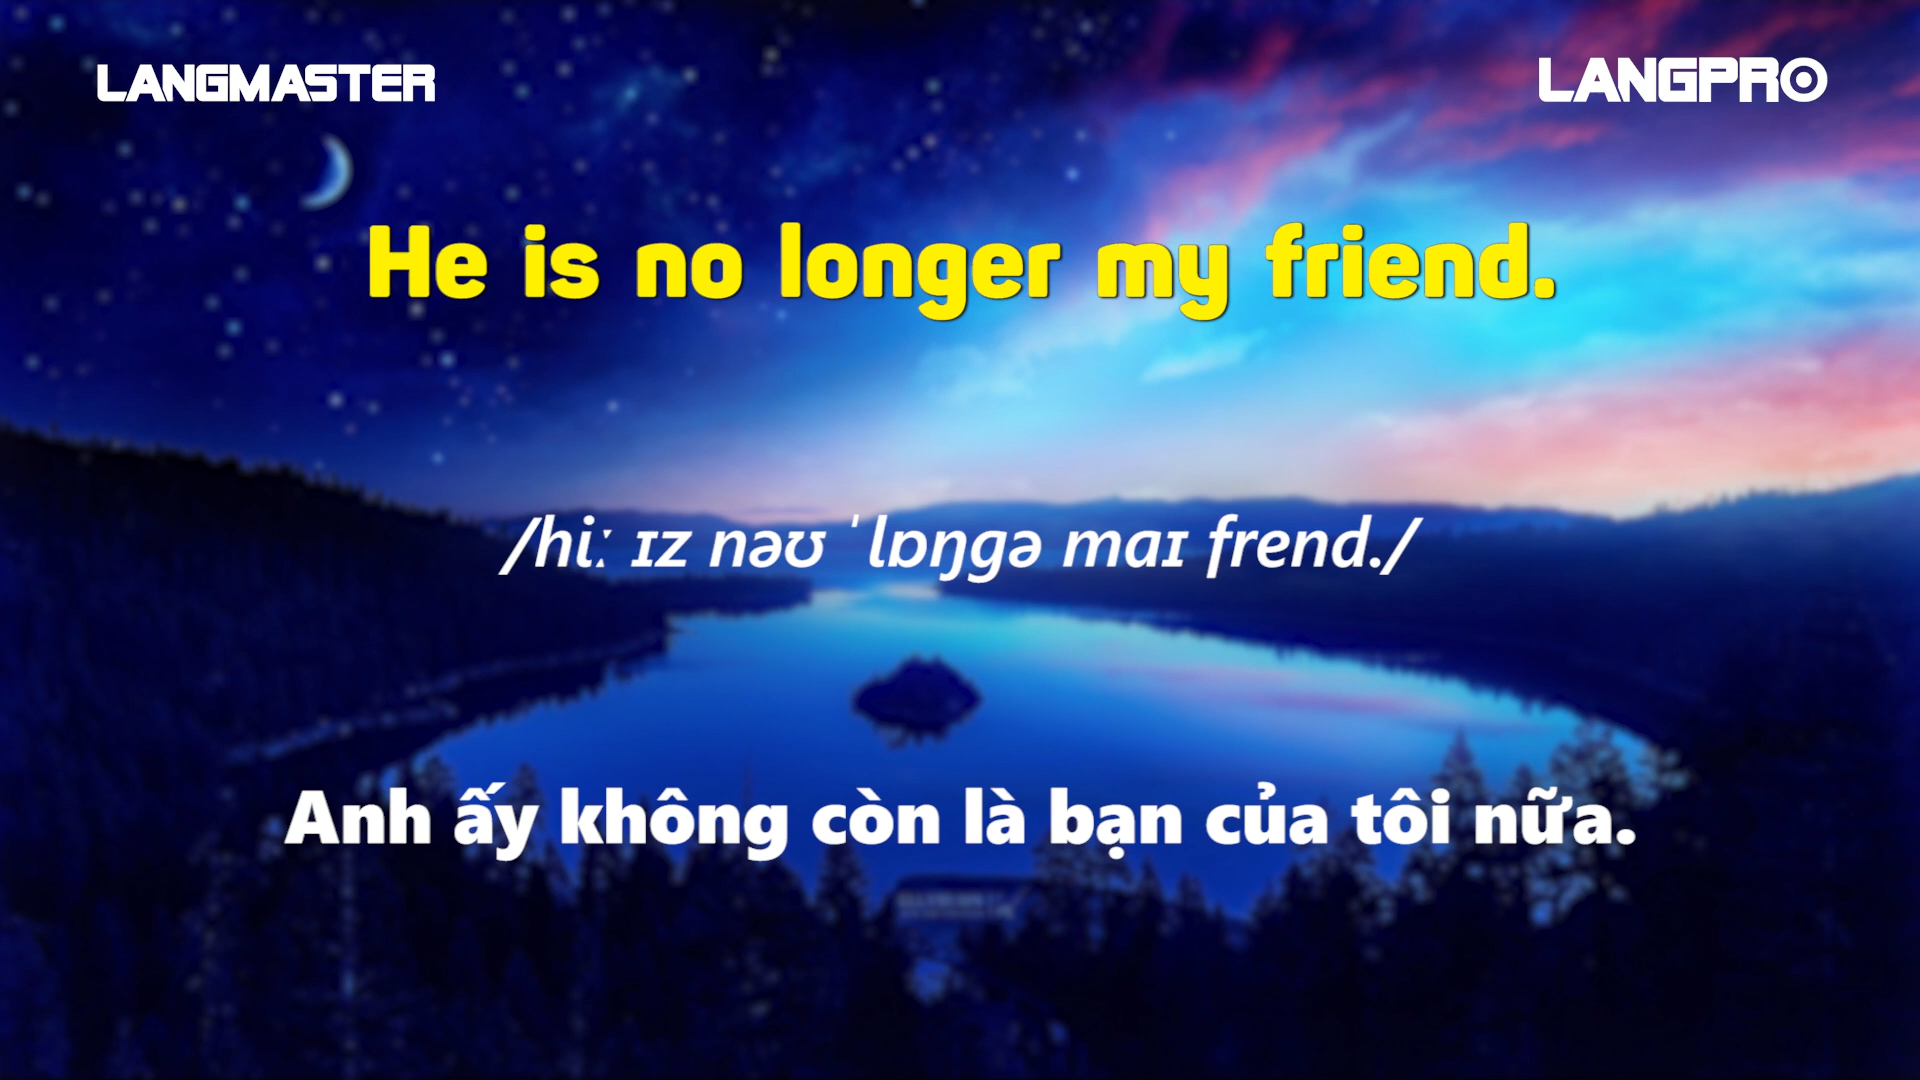 LANGMASTER
LANGPRO
He is no longer my friend.
/hiː ɪz nəʊ ˈlɒŋgə maɪ frend./
Anh ấy không còn là bạn của tôi nữa.